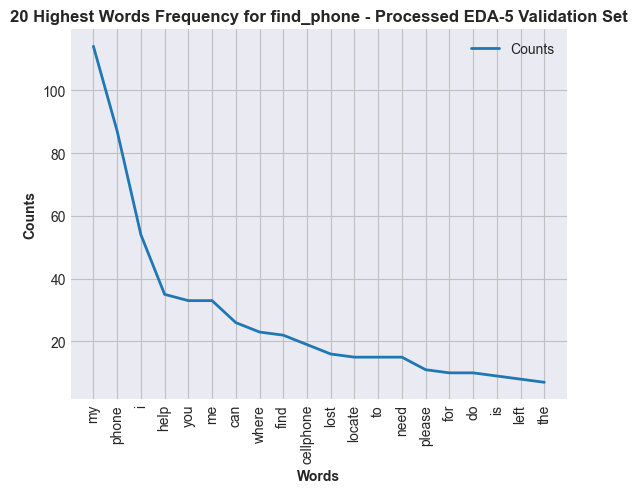 20 Highest Words Frequency for find_phone - Processed EDA-5 Validation Set
Counts
100
80
60
40
20
Counts
my
phone
i
help
you
me
can
where
find
cellphone
lost
locate
to
need
please
for
do
is
left
the
Words